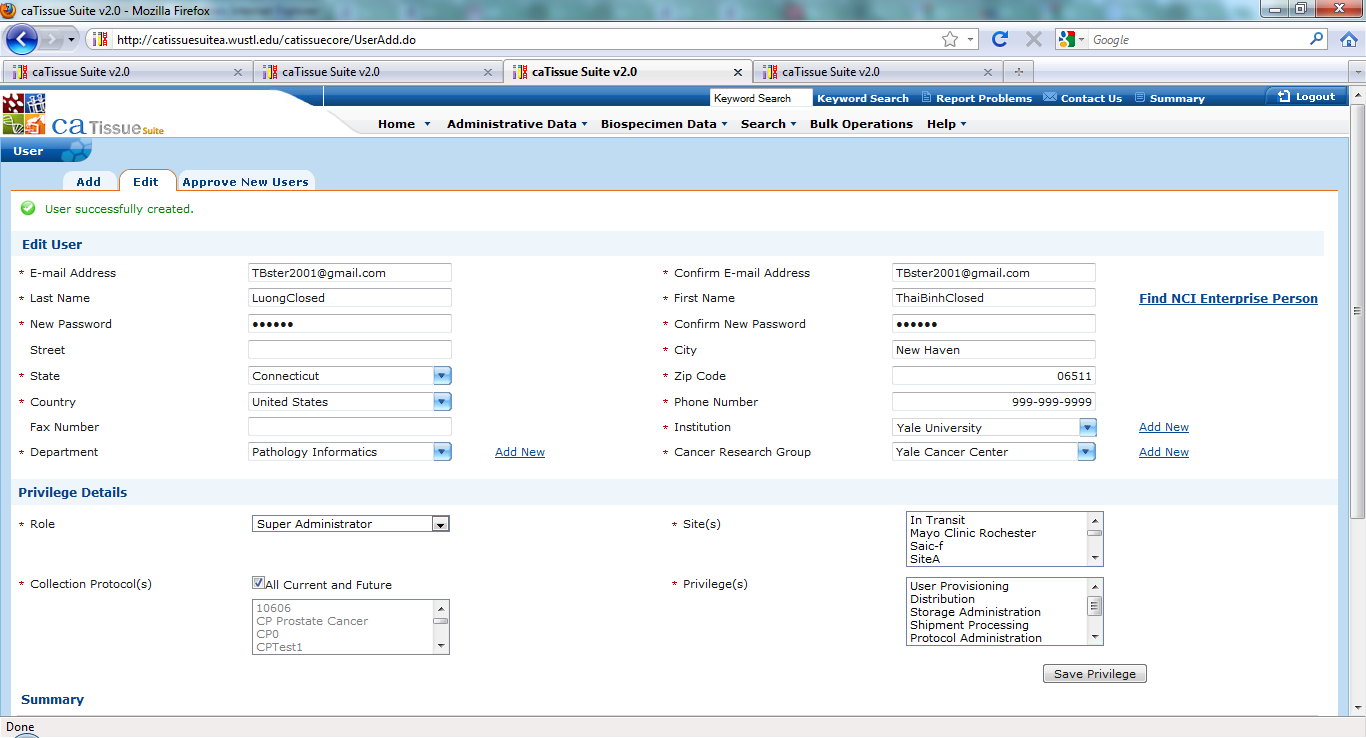 caTissue Suite v2.0 - Mozilla Firefox
http://catissuesuitea.wustl.edu/catissuecore/UserAdd.do
Google
caTissue Suite v2.0
caTissue Suite v2.0
caTissue Suite v2.0
caTissue Suite v2.0
Keyword Search
Keyword Search
Report Problems
Contact Us
Summary
Logout
ca Tissue Suite
Home
Administrative Data
Biospecimen Data
Search
Bulk Operations
Help
User
Add
Edit
Approve New Users
User successfully created.
Edit User
* E-mail Address
TBster2001@gmail.com
* Confirm E-mail Address
TBster2001@gmail.com
* Last Name
LuongClosed
* First Name
ThaiBinhClosed
Find NCI Enterprise Person
* New Password
••••••
* Confirm New Password
••••••
Street
* City
New Haven
* State
Connecticut
* Zip Code
06511
* Country
United States
* Phone Number
999-999-9999
Fax Number
* Institution
Yale University
Add New
* Department
Pathology Informatics
Add New
* Cancer Research Group
Yale Cancer Center
Add New
Privilege Details
* Role
Super Administrator
* Site(s)
In Transit
Mayo Clinic Rochester
Saic-f
SiteA
* Collection Protocol(s)
All Current and Future
10606
CP Prostate Cancer
CP0
CPTest1
* Privilege(s)
User Provisioning
Distribution
Storage Administration
Shipment Processing
Protocol Administration
Save Privilege
Summary
Done